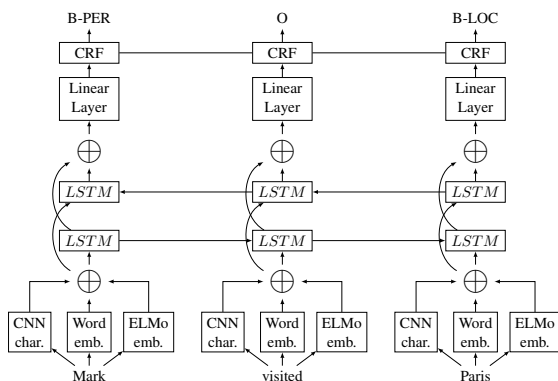 B-PER O B-LOC
CRF CRF CRF
Linear Linear Linear
Layer Layer Layer
LSTM LSTM LSTM
LSTM LSTM LSTM
CNN Word ELMo CNN Word ELMo CNN Word ELMo
char. emb. emb. char. emb. emb. char. emb. emb.
Mark visited Paris